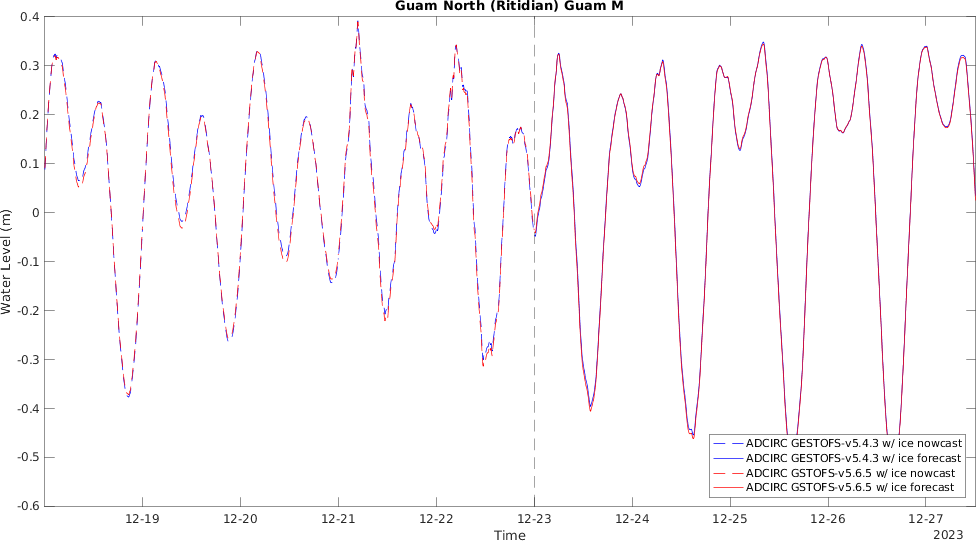 Guam North (Ritidian) Guam M
0.4
0.3
0.2
0.1
0
-0.1
-0.2
-0.3
-0.4
-0.5
-0.6
Water Level (m)
12-19 12-20 12-21 12-22 12-23 12-24 12-25 12-26 12-27
Time
2023
ADCIRC GESTOFS-v5.4.3 w/ ice nowcast
ADCIRC GESTOFS-v5.4.3 w/ ice forecast
ADCIRC GSTOFS-v5.6.5 w/ ice nowcast
ADCIRC GSTOFS-v5.6.5 w/ ice forecast